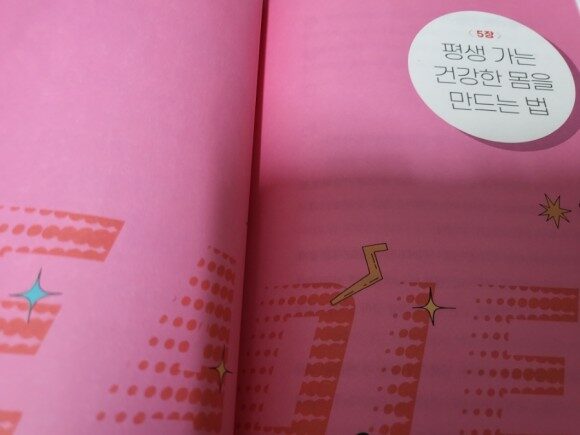 5장
평생 가는
건강한 몸을
만드는 법